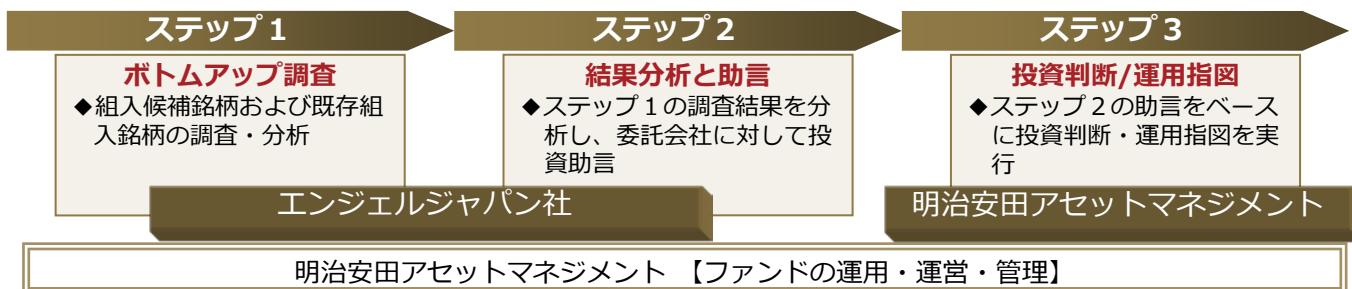 ステップ1
ボトムアップ調査
◆組入候補銘柄および既存組
入銘柄の調査・分析
ステップ2
結果分析と助言
◆ステップ1の調査結果を分
析し、委託会社に対して投
資助言
ステップ3
投資判断/運用指図
◆ステップ2の助言をベース
に投資判断・運用指図を実
行
エンジェルジャパン社
明治安田アセットマネジメント
明治安田アセットマネジメント 【ファンドの運用・運営・管理】